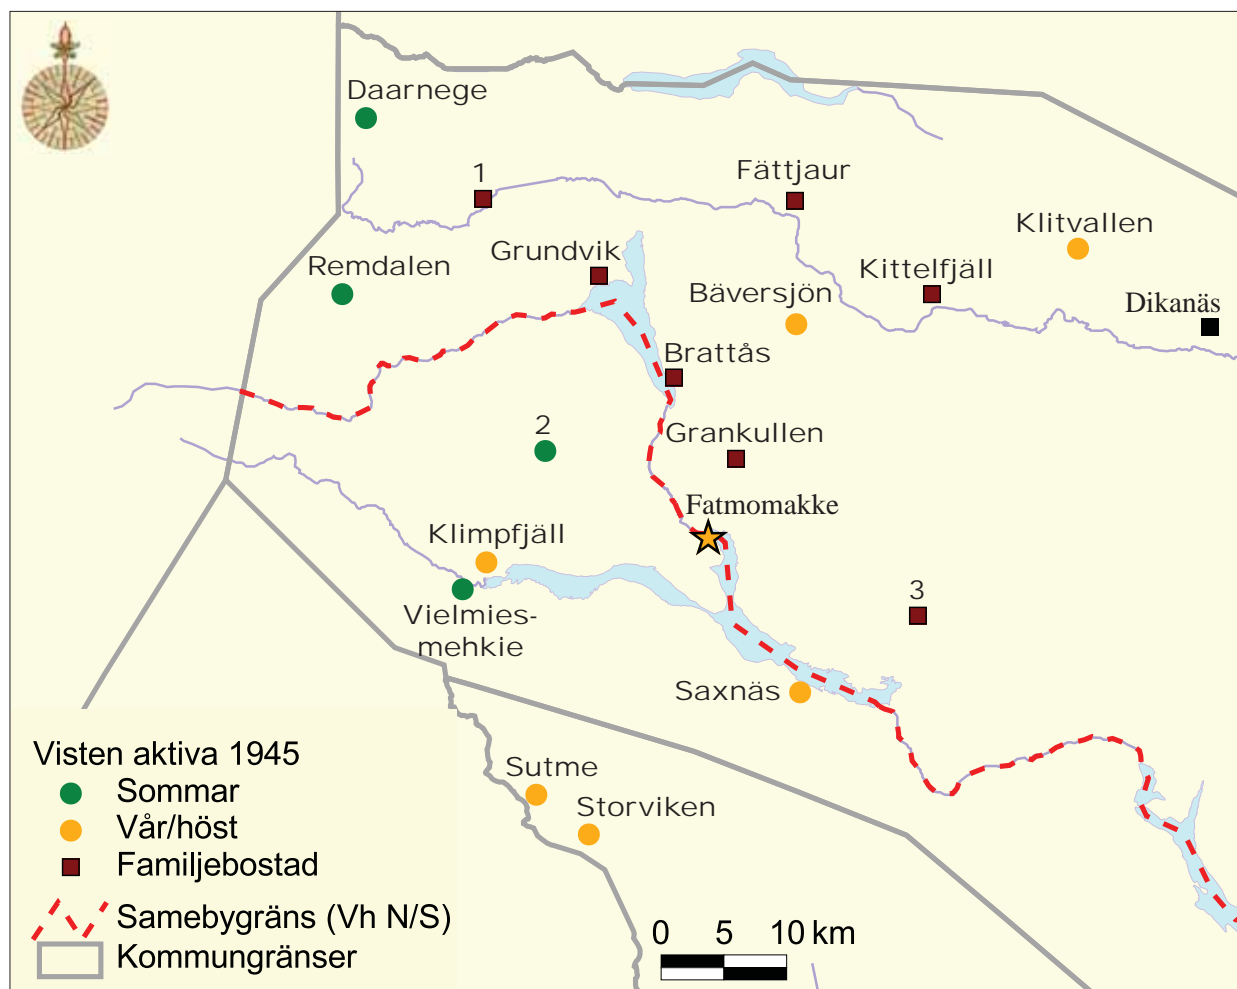 Daarnege
1
Fättjaur
Klitvallen
Grundvik
Remdalen
Kittelfjäll
Bäversjön
Dikanäs
Brattås
2
Grankullen
Fatmomakke
Klimpfjäll
3
Vielmies-
mehkie
Saxnäs
Sutme
Storviken
Visten aktiva 1945
Sommar
Vår/höst
Familjebostad
Samebygräns (Vh N/S)
Kommungränser
0 5 10 km